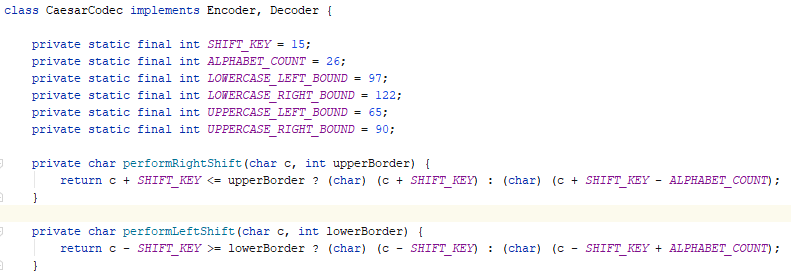 class CaesarCodec implements Encoder, Decoder {
private static final int SHIFT_KEY = 15;
private static final int ALPHABET_COUNT = 26;
private static final int LOWERCASE_LEFT_BOUND = 97;
private static final int LOWERCASE_RIGHT_BOUND = 122;
private static final int UPPERCASE_LEFT_BOUND = 65;
private static final int UPPERCASE_RIGHT_BOUND = 90;
private char performRightShift(char c, int upperBorder) {
return c + SHIFT_KEY <= upperBorder ? (char) (c + SHIFT_KEY) : (char) (c + SHIFT_KEY - ALPHABET_COUNT);
}
private char performLeftShift(char c, int lowerBorder) {
return c - SHIFT_KEY >= lowerBorder ? (char) (c - SHIFT_KEY) : (char) (c - SHIFT_KEY + ALPHABET_COUNT);
}